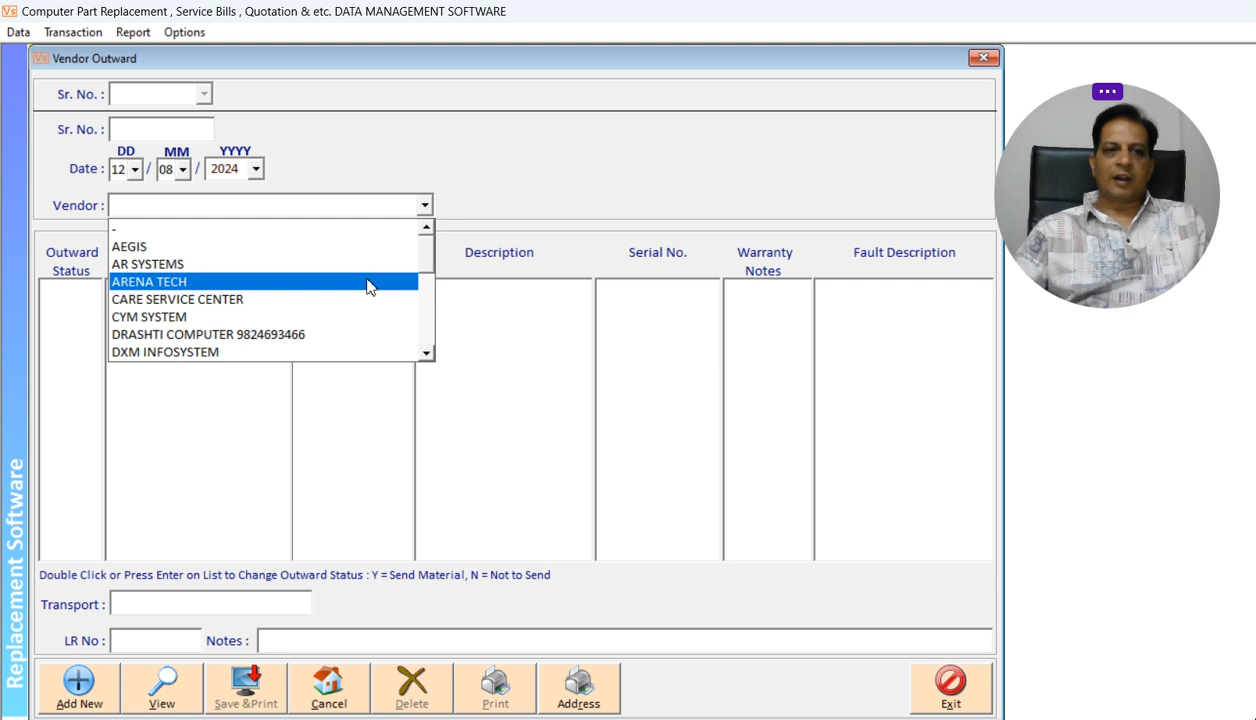 Vs Computer Part Replacement , Service Bills , Quotation & etc. DATA MANAGEMENT SOFTWARE
Data Transaction Report Options
Vs Vendor Outward
Sr. No. :
Sr. No. :
DD MM YYYY
Date : 12 / 08 / 2024
Vendor :
-
AEGIS
AR SYSTEMS
ARENA TECH
CARE SERVICE CENTER
CYM SYSTEM
DRASHTI COMPUTER 9824693466
DXM INFOSYSTEM
Outward Status
Description
Serial No.
Warranty Notes
Fault Description
Double Click or Press Enter on List to Change Outward Status : Y = Send Material, N = Not to Send
Transport :
LR No : Notes :
Add New View Save &Print Cancel Delete Print Address Exit
Replacement Software